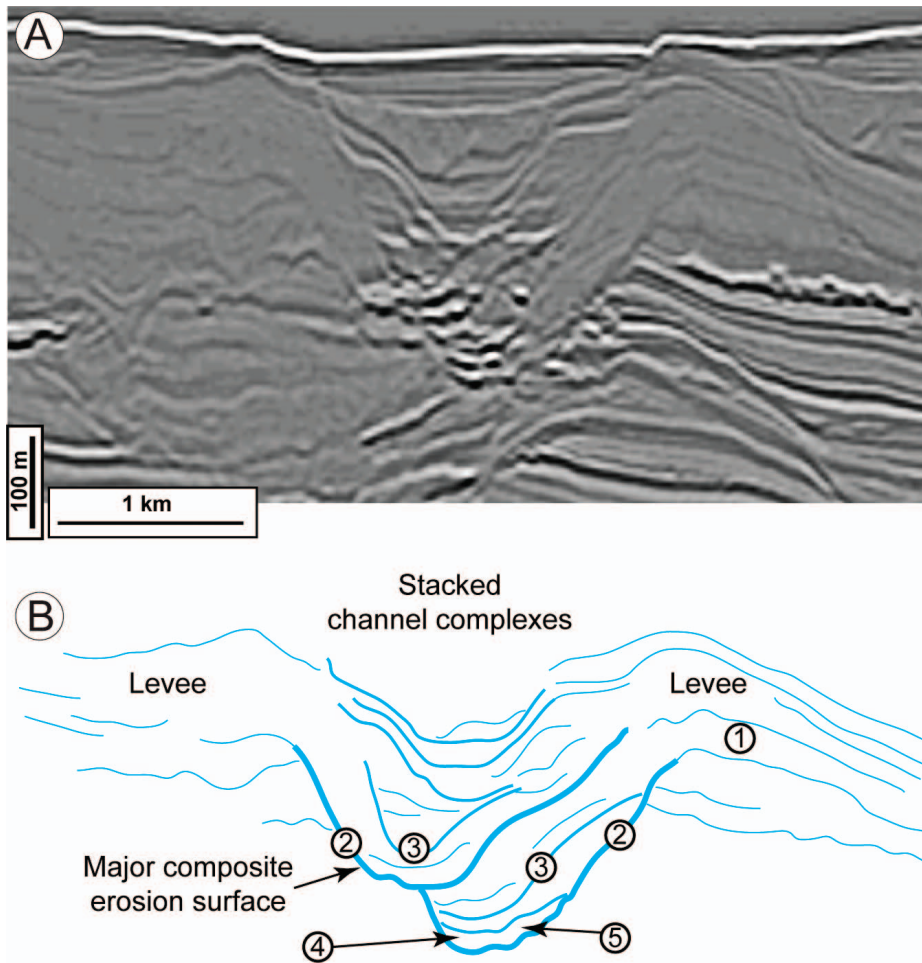 A
100 m
1 km
B
Stacked
channel complexes
Levee
Levee
1
2
3
2
3
Major composite
erosion surface
4
5